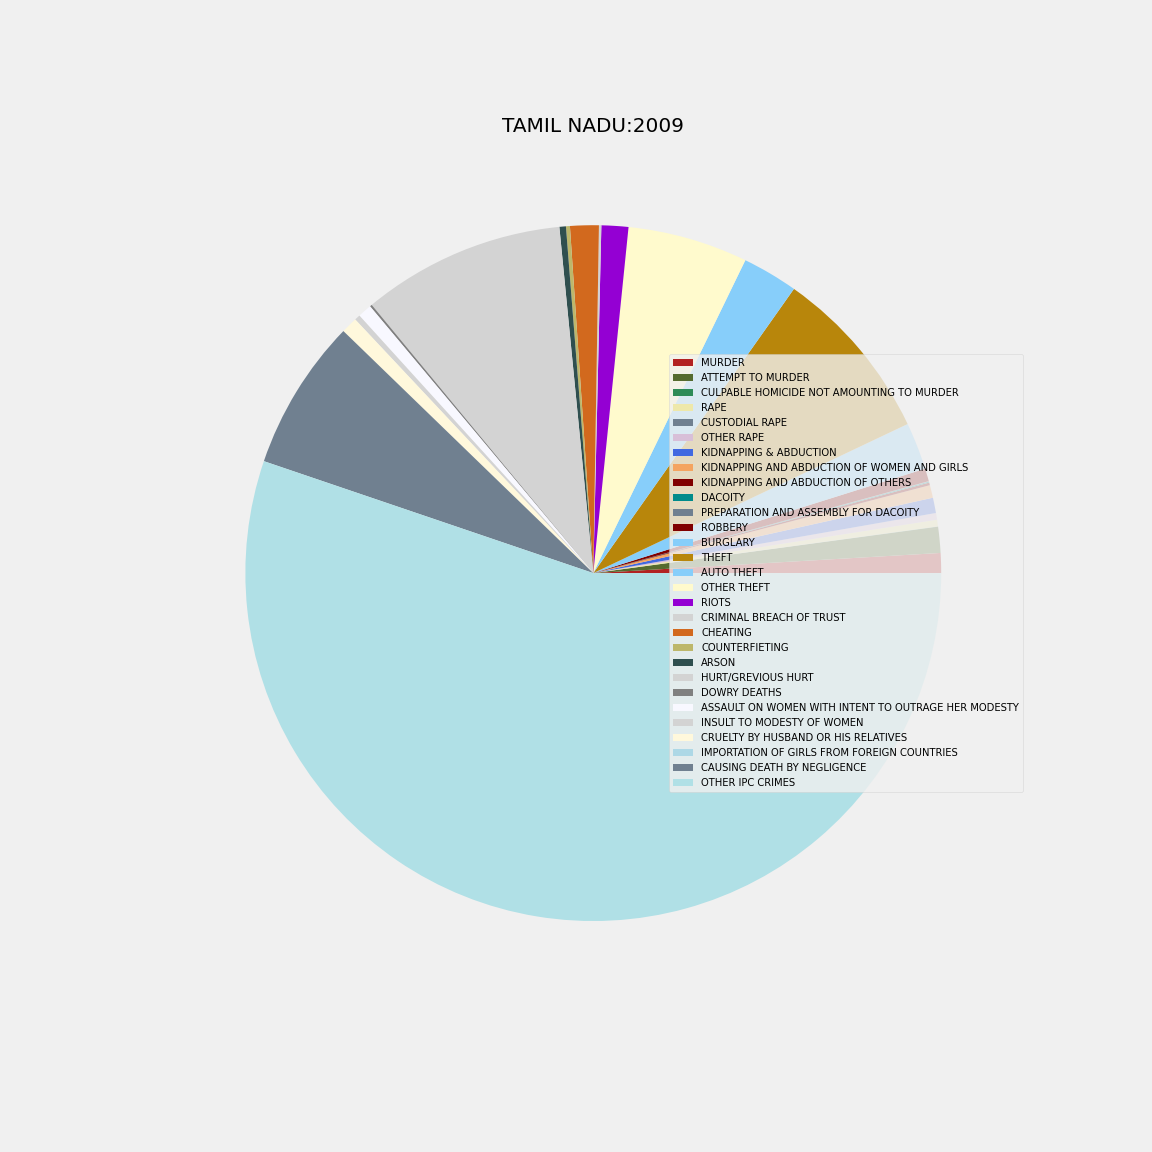 TAMIL NADU:2009
MURDER
ATTEMPT TO MURDER
CULPABLE HOMICIDE NOT AMOUNTING TO MURDER
RAPE
CUSTODIAL RAPE
OTHER RAPE
KIDNAPPING & ABDUCTION
KIDNAPPING AND ABDUCTION OF WOMEN AND GIRLS
KIDNAPPING AND ABDUCTION OF OTHERS
DACOITY
PREPARATION AND ASSEMBLY FOR DACOITY
ROBBERY
BURGLARY
THEFT
AUTO THEFT
OTHER THEFT
RIOTS
CRIMINAL BREACH OF TRUST
CHEATING
COUNTERFIETING
ARSON
HURT/GREVIOUS HURT
DOWRY DEATHS
ASSAULT ON WOMEN WITH INTENT TO OUTRAGE HER MODESTY
INSULT TO MODESTY OF WOMEN
CRUELTY BY HUSBAND OR HIS RELATIVES
IMPORTATION OF GIRLS FROM FOREIGN COUNTRIES
CAUSING DEATH BY NEGLIGENCE
OTHER IPC CRIMES